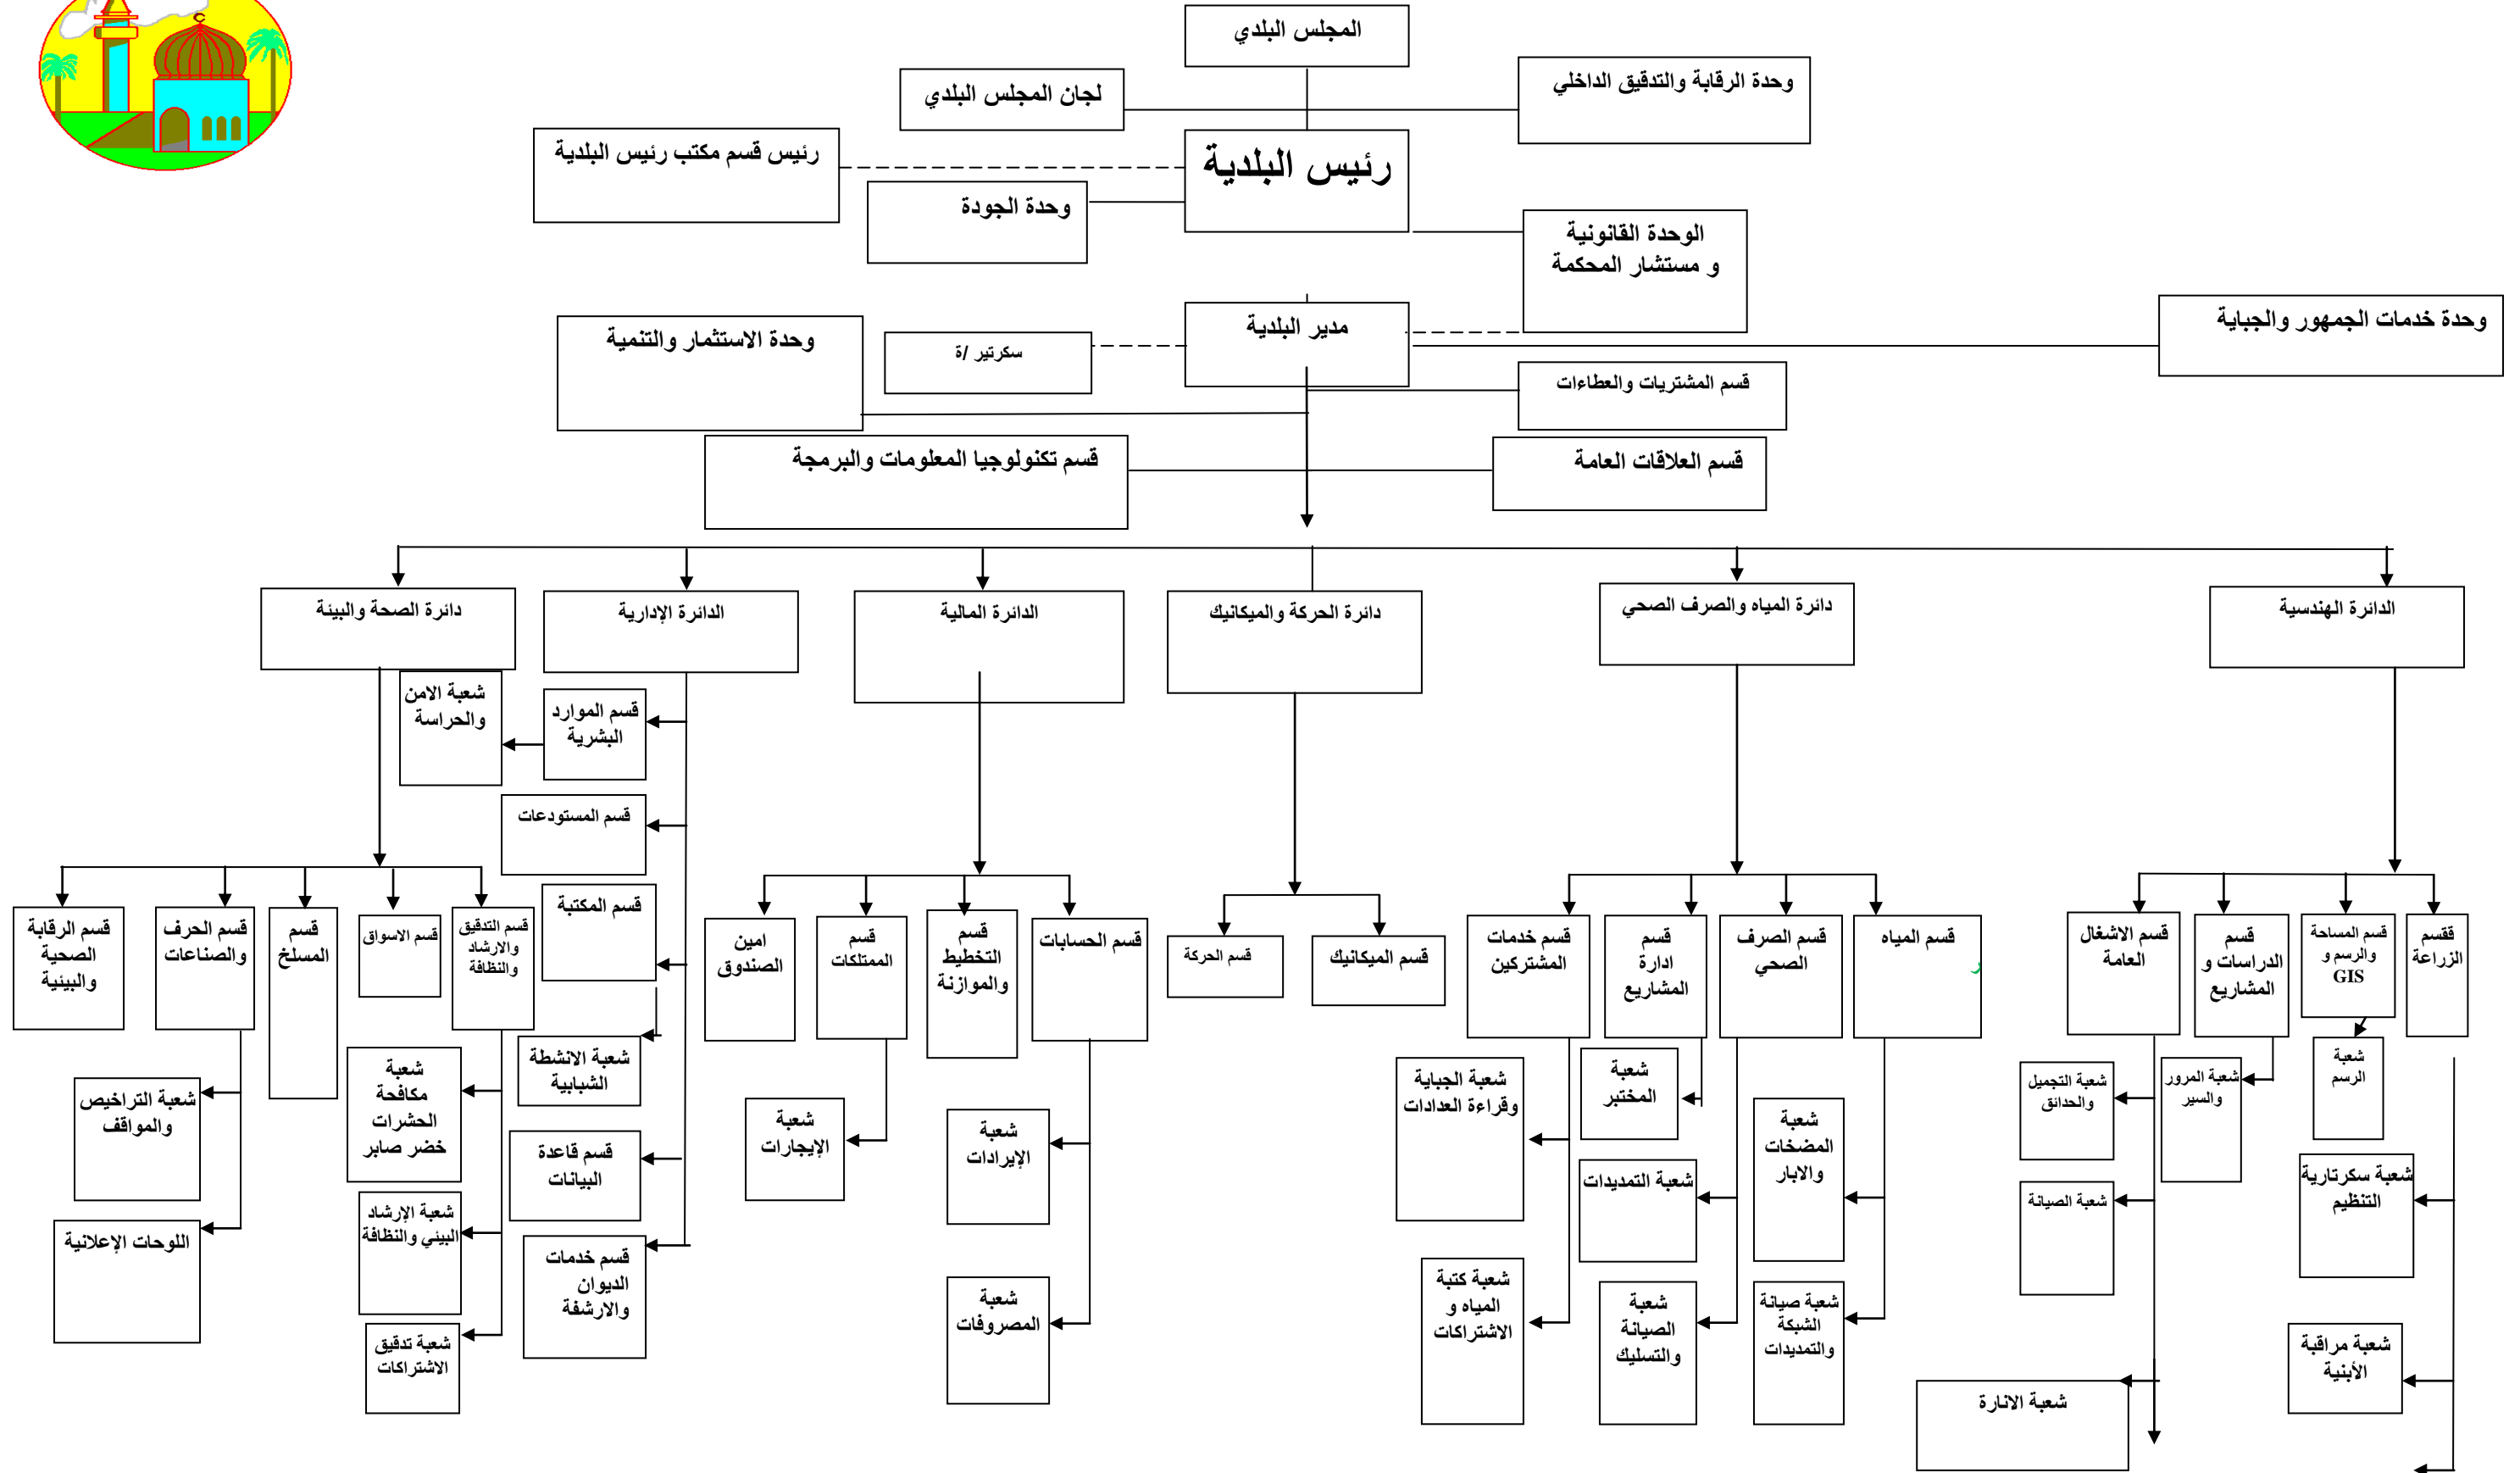 المجلس البلدي
وحدة الرقابة والتدقيق الداخلي
لجان المجلس البلدي
رئيس البلدية
رئيس قسم مكتب رئيس البلدية
وحدة الجودة
الوحدة القانونية
و مستشار المحكمة
مدير البلدية
وحدة خدمات الجمهور والجباية
سكرتير /ة
وحدة الاستثمار والتنمية
قسم المشتريات والعطاءات
قسم العلاقات العامة
قسم تكنولوجيا المعلومات والبرمجة
الدائرة الهندسية
دائرة المياه والصرف الصحي
دائرة الحركة والميكانيك
الدائرة المالية
الدائرة الإدارية
دائرة الصحة والبيئة
قسم الموارد
البشرية
شعبة الامن
والحراسة
قسم المستودعات
قسم المكتبة
شعبة الانشطة
الشبابية
قسم قاعدة
البيانات
قسم خدمات
الديوان
والارشفة
ققسم
الزراعة
قسم المساحة
والرسم و
GIS
قسم
الدراسات و
المشاريع
قسم الاشغال
العامة
شعبة
الرسم
شعبة المرور
والسير
شعبة التجميل
والحدائق
شعبة سكرتارية
التنظيم
شعبة الصيانة
شعبة مراقبة
الأبنية
شعبة الانارة
قسم المياه
ر
قسم الصرف
الصحي
قسم
ادارة
المشاريع
قسم خدمات
المشتركين
شعبة
المختبر
شعبة الجباية
وقراءة العدادات
شعبة
المضخات
والابار
شعبة التمديدات
شعبة صيانة
الشبكة
والتمديدات
شعبة
الصيانة
والتسليك
شعبة كتبة
المياه و
الاشتراكات
قسم الميكانيك
قسم الحركة
قسم الحسابات
قسم
التخطيط
والموازنة
قسم
الممتلكات
امين
الصندوق
شعبة
الإيرادات
شعبة
الإيجارات
شعبة
المصروفات
قسم التدقيق
والارشاد
والنظافة
قسم الاسواق
قسم
المسلخ
قسم الحرف
والصناعات
قسم الرقابة
الصحية
والبيئية
شعبة
مكافحة
الحشرات
خضر صابر
شعبة التراخيص
والمواقف
شعبة الإرشاد
البيئي والنظافة
اللوحات الإعلانية
شعبة تدقيق
الاشتراكات